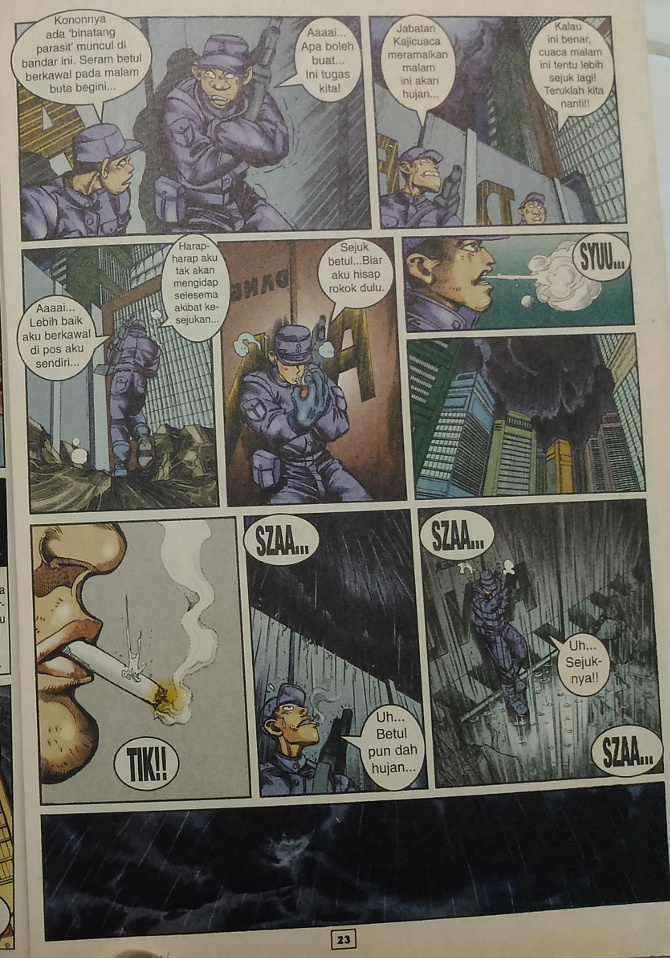 Kononnya
ada 'binatang
parasit' muncul di
bandar ini. Seram betul
berkawal pada malam
buta begini...
Aaaai...
Apa boleh
buat...
Ini tugas
kita!
Jabatan
Kajicuaca
meramalkan
malam
ini akan
hujan...
Kalau
ini benar,
cuaca malam
ini tentu lebih
sejuk lagi!
Teruklah kita
nanti!!
Aaaai...
Lebih baik
aku berkawal
di pos aku
sendiri...
Harap-
harap aku
tak akan
mengidap
selesema
akibat ke-
sejukan...
Sejuk
betul...Biar
aku hisap
rokok dulu.
SYUU...
TIK!!
SZAA...
Uh...
Betul
pun dah
hujan...
SZAA...
Uh...
Sejuk-
nya!!
SZAA...
23